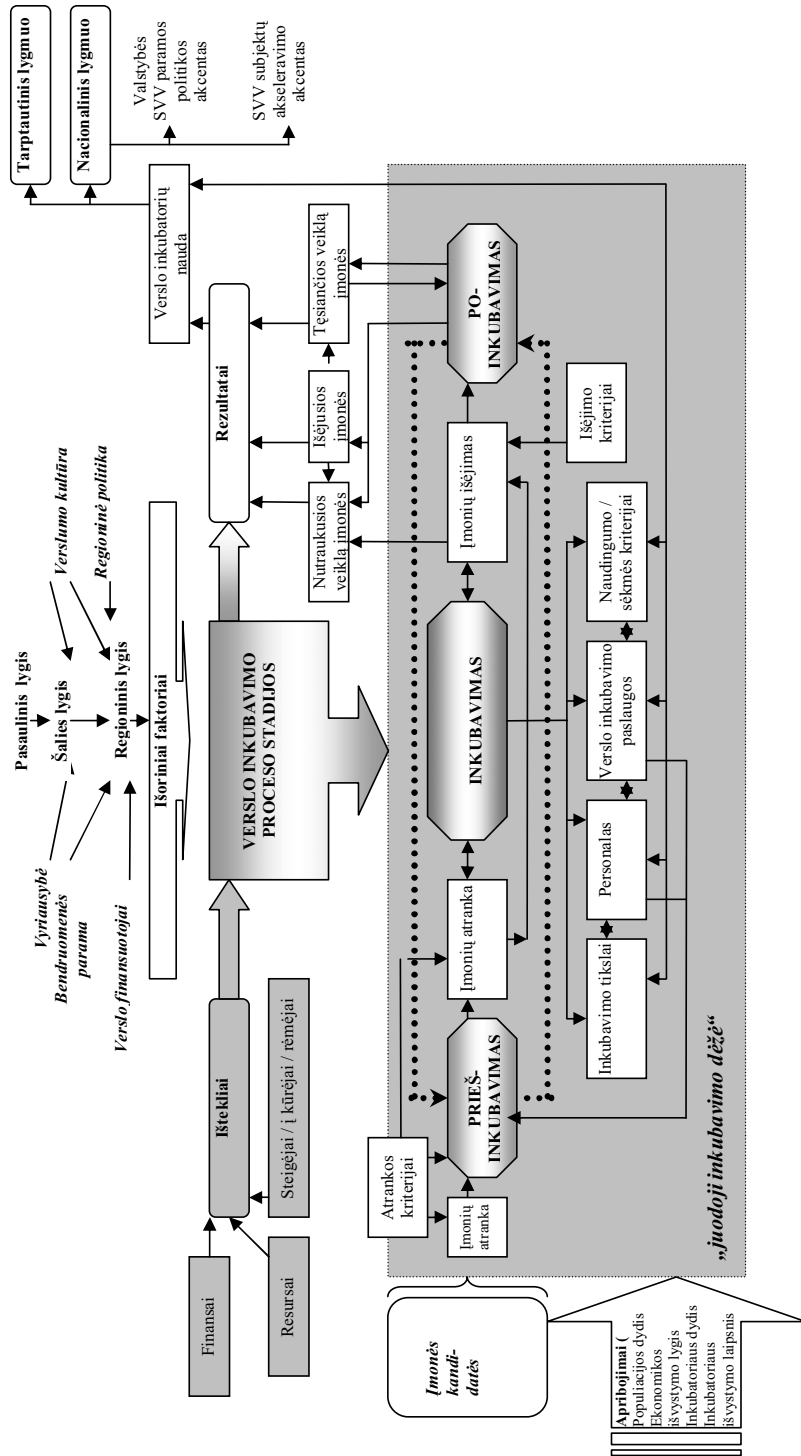 Pasaulinis lygis
Šalies lygis
Regioninis lygis
Vyriausybė
Bendruomenės
parama
Verslo finansuotojai
Verslumo kultūra
Regioninė politika
Išoriniai faktoriai
Finansai
Resursai
Ištekliai
Steigėjai / į kūrėjai / rėmėjai
VERSLO INKUBAVIMO
PROCESO STADIJOS
Rezultatai
Nutraukusios
veiklą įmonės
Išėjusios
įmonės
Tęsiančios veiklą
įmonės
Verslo inkubatorių
nauda
Tarptautinis lygmuo
Nacionalinis lygmuo
Valstybės
SVV paramos
politikos
akcentas
SVV subjektų
akseleravimo
akcentas
Įmonės
kandi-
datės
Atrankos
kriterijai
Įmonių
atranka
PRIEŠ-
INKUBAVIMAS
Įmonių atranka
INKUBAVIMAS
Įmonių išėjimas
PO-
INKUBAVIMAS
Išėjimo
kriterijai
Inkubavimo tikslai
Personalas
Verslo inkubavimo
paslaugos
Naudingumo /
sėkmės kriterijai
„juodoji inkubavimo dėžė“
Apribojimai (
Populiacijos dydis
Ekonomikos
išvystymo lygis
Inkubatoriaus dydis
Inkubatoriaus
išvystymo laipsnis